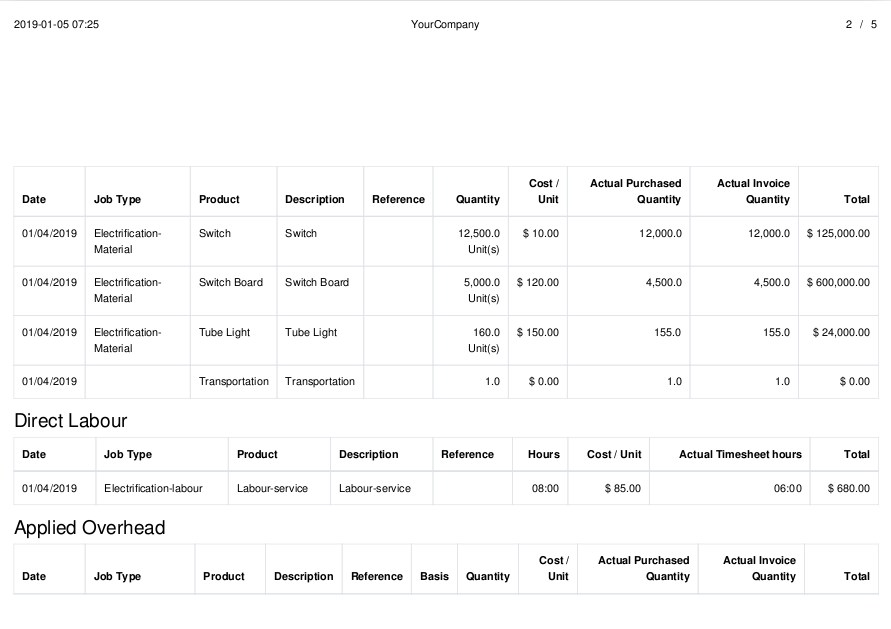 2019-01-05 07:25 YourCompany 2 / 5
Date Job Type Product Description Reference Quantity Cost / Unit Actual Purchased Quantity Actual Invoice Quantity Total
01/04/2019 Electrification-Material Switch Switch 12,500.0 Unit(s) $ 10.00 12,000.0 12,000.0 $ 125,000.00
01/04/2019 Electrification-Material Switch Board Switch Board 5,000.0 Unit(s) $ 120.00 4,500.0 4,500.0 $ 600,000.00
01/04/2019 Electrification-Material Tube Light Tube Light 160.0 Unit(s) $ 150.00 155.0 155.0 $ 24,000.00
01/04/2019 Transportation Transportation 1.0 $ 0.00 1.0 1.0 $ 0.00
Direct Labour
Date Job Type Product Description Reference Hours Cost / Unit Actual Timesheet hours Total
01/04/2019 Electrification-labour Labour-service Labour-service 08:00 $ 85.00 06:00 $ 680.00
Applied Overhead
Date Job Type Product Description Reference Basis Quantity Cost / Unit Actual Purchased Quantity Actual Invoice Quantity Total